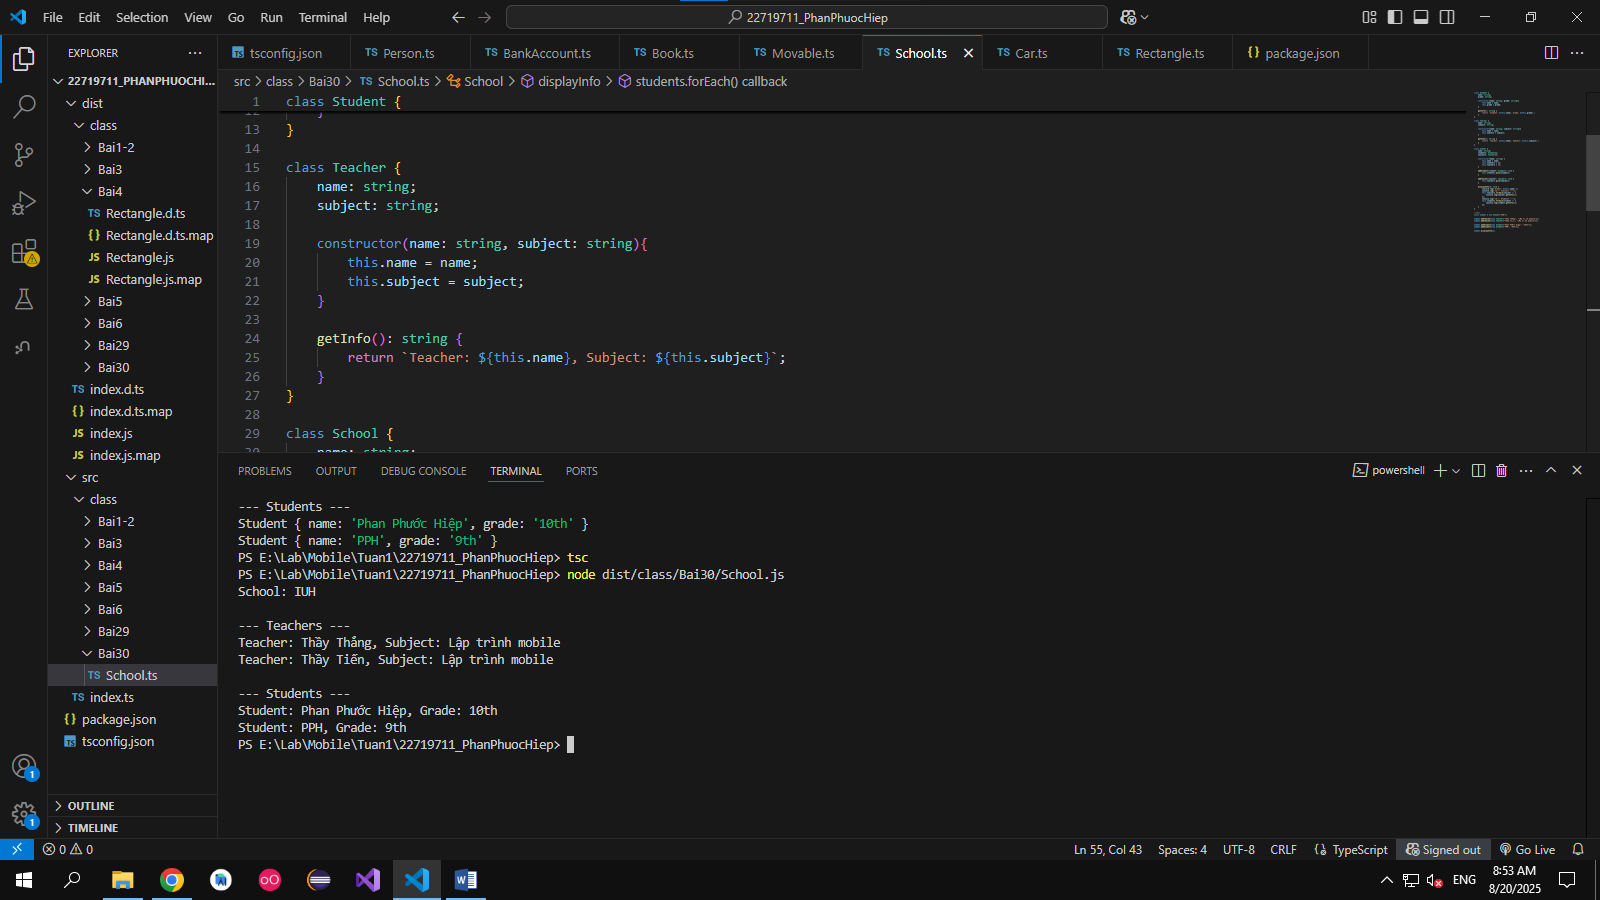 File Edit Selection View Go Run Terminal Help
22719711_PhanPhuocHiep
EXPLORER
22719711_PHANPHUOCHI...
dist
class
Bai1-2
Bai3
Bai4
Rectangle.d.ts
Rectangle.d.ts.map
Rectangle.js
Rectangle.js.map
Bai5
Bai6
Bai29
Bai30
index.d.ts
index.d.ts.map
index.js
index.js.map
src
class
Bai1-2
Bai3
Bai4
Bai5
Bai6
Bai29
Bai30
School.ts
index.ts
package.json
tsconfig.json
OUTLINE
TIMELINE
tsconfig.json Person.ts BankAccount.ts Book.ts Movable.ts School.ts Car.ts Rectangle.ts package.json
src > class > Bai30 > School.ts > School > displayInfo > students.forEach() callback
1 class Student {
12 }
13 }
14
15 class Teacher {
16 name: string;
17 subject: string;
18
19 constructor(name: string, subject: string){
20 this.name = name;
21 this.subject = subject;
22 }
23
24 getInfo(): string {
25 return `Teacher: ${this.name}, Subject: ${this.subject}`;
26 }
27 }
28
29 class School {
30 name: string;
PROBLEMS OUTPUT DEBUG CONSOLE TERMINAL PORTS
powershell
--- Students ---
Student { name: 'Phan Phước Hiệp', grade: '10th' }
Student { name: 'PPH', grade: '9th' }
PS E:\Lab\Mobile\Tuan1\22719711_PhanPhuocHiep> tsc
PS E:\Lab\Mobile\Tuan1\22719711_PhanPhuocHiep> node dist/class/Bai30/School.js
School: IUH
--- Teachers ---
Teacher: Thầy Thắng, Subject: Lập trình mobile
Teacher: Thầy Tiến, Subject: Lập trình mobile
--- Students ---
Student: Phan Phước Hiệp, Grade: 10th
Student: PPH, Grade: 9th
PS E:\Lab\Mobile\Tuan1\22719711_PhanPhuocHiep>
0 0 Ln 55, Col 43 Spaces: 4 UTF-8 CRLF TypeScript Signed out Go Live
ENG
8:53 AM
8/20/2025